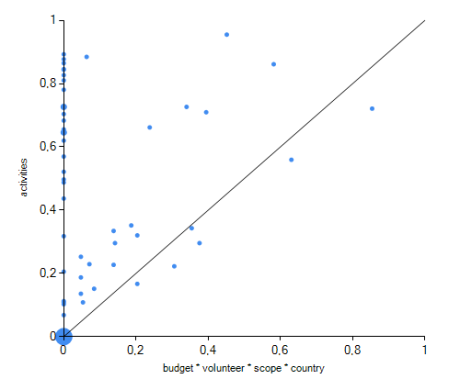 1
0,8
0,6
0,4
0,2
0
activities
0 0,2 0,4 0,6 0,8 1
budget * volunteer * scope * country